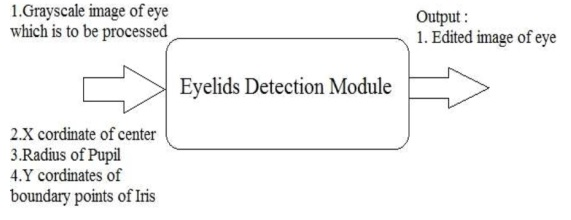 1.Grayscale image of eye
which is to be processed
Output :
1. Edited image of eye
Eyelids Detection Module
2.X cordinate of center
3.Radius of Pupil
4.Y cordinates of
boundary points of Iris